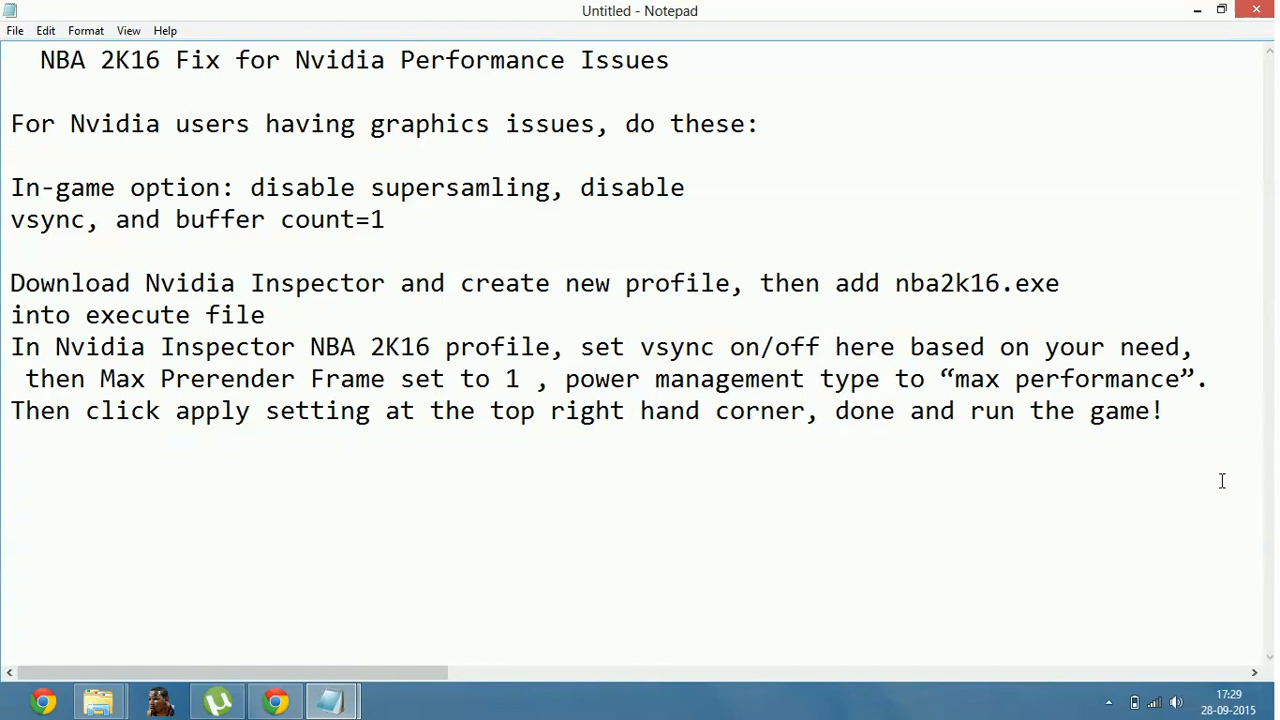 Untitled - Notepad
File Edit Format View Help
NBA 2K16 Fix for Nvidia Performance Issues
For Nvidia users having graphics issues, do these:
In-game option: disable supersamling, disable
vsync, and buffer count=1
Download Nvidia Inspector and create new profile, then add nba2k16.exe
into execute file
In Nvidia Inspector NBA 2K16 profile, set vsync on/off here based on your need,
then Max Prerender Frame set to 1 , power management type to “max performance”.
Then click apply setting at the top right hand corner, done and run the game!
17:29
28-09-2015